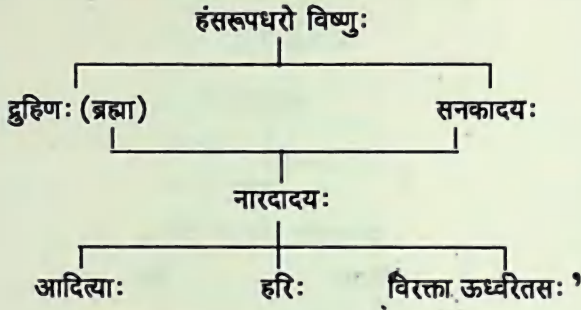 हंसरूपधरो विष्णुः
द्रुहिणः (ब्रह्मा) सनकादयः
नारदादयः
आदित्याः हरिः विरक्ता ऊर्ध्वरेतसः ’